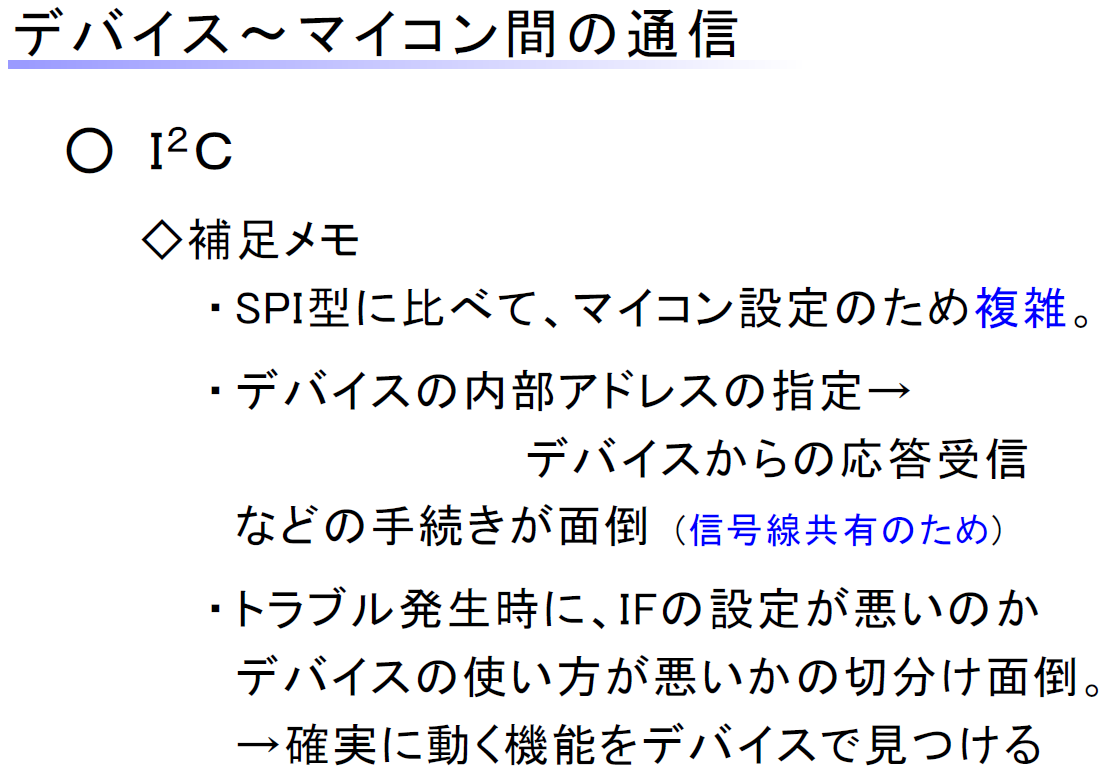 デバイス～マイコン間の通信
○ I²C
◇補足メモ
・SPI型に比べて、マイコン設定のため複雑。
・デバイスの内部アドレスの指定→
デバイスからの応答受信
などの手続きが面倒（信号線共有のため）
・トラブル発生時に、IFの設定が悪いのか
デバイスの使い方が悪いかの切分け面倒。
→確実に動く機能をデバイスで見つける